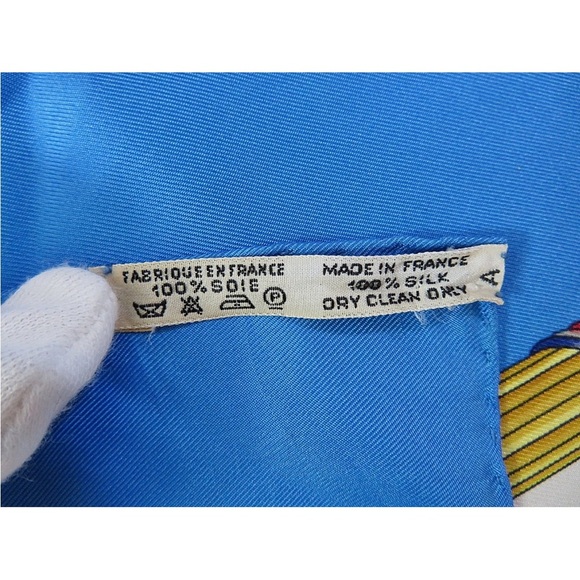 FABRIQUE EN FRANCE
100% SOIE
P
MADE IN FRANCE
100% SILK
DRY CLEAN ONLY
A